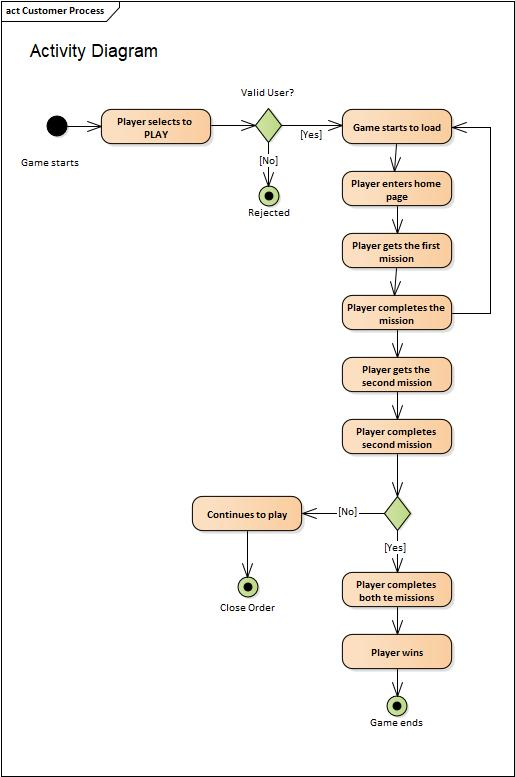 act Customer Process
Activity Diagram
Valid User?
Player selects to
PLAY
[Yes]
Game starts to load
Game starts
[No]
Rejected
Player enters home
page
Player gets the first
mission
Player completes the
mission
Player gets the
second mission
Player completes
second mission
Continues to play
[No]
[Yes]
Close Order
Player completes
both te missions
Player wins
Game ends